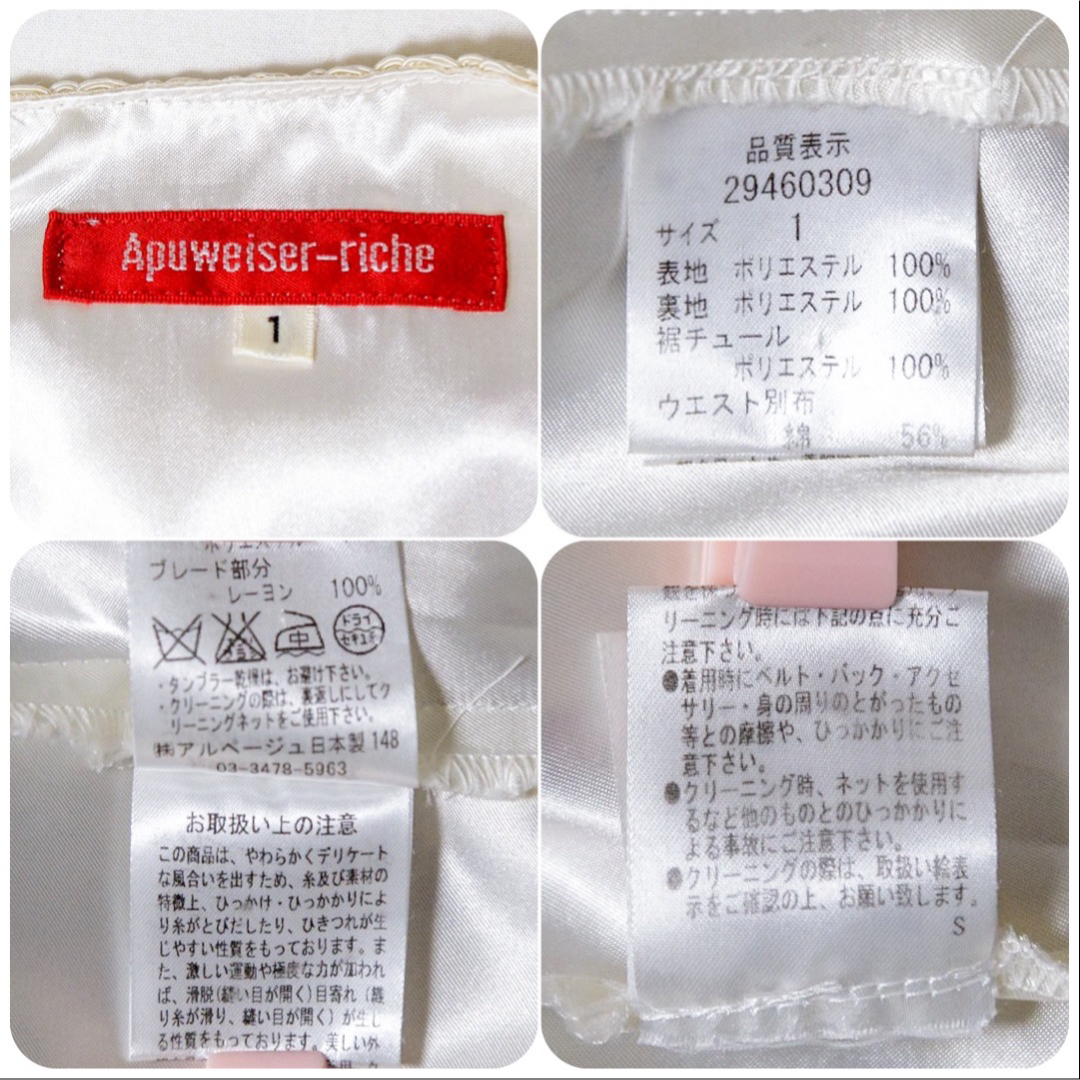 Apuweiser-riche
1
品質表示
29460309
サイズ 1
表地 ポリエステル 100%
裏地 ポリエステル 100%
裾チュール
ポリエステル 100%
ウエスト別布
綿 56%
ポリエステル
ブレード部分
レーヨン 100%
ドライ
セキユ系
・タンブラー乾燥は、お避け下さい。
・クリーニングの際は、裏返しにしてク
リーニングネットをご使用下さい。
㈱アルページュ日本製148
03-3478-5963
お取扱い上の注意
この商品は、やわらかくデリケート
な風合いを出すため、糸及び素材の
特徴上、ひっかけ・ひっかかりによ
り糸がとびだしたり、ひきつれが生
じやすい性質をもっております。ま
た、激しい運動や極度な力が加われ
ば、滑脱(縫い目が開く)目寄れ(織
り糸が滑り、縫い目が開く)が生じ
る性質をもっております。美しい外
リーニング時には下記の点に充分ご
注意下さい。
●着用時にベルト・バック・アクセ
サリー・身の周りのとがったもの
等との摩擦や、ひっかかりにご注
意下さい。
●クリーニング時、ネットを使用す
るなど他のものとのひっかかりに
よる事故にご注意下さい。
●クリーニングの際は、取扱い絵表
示をご確認の上、お願い致します。
S